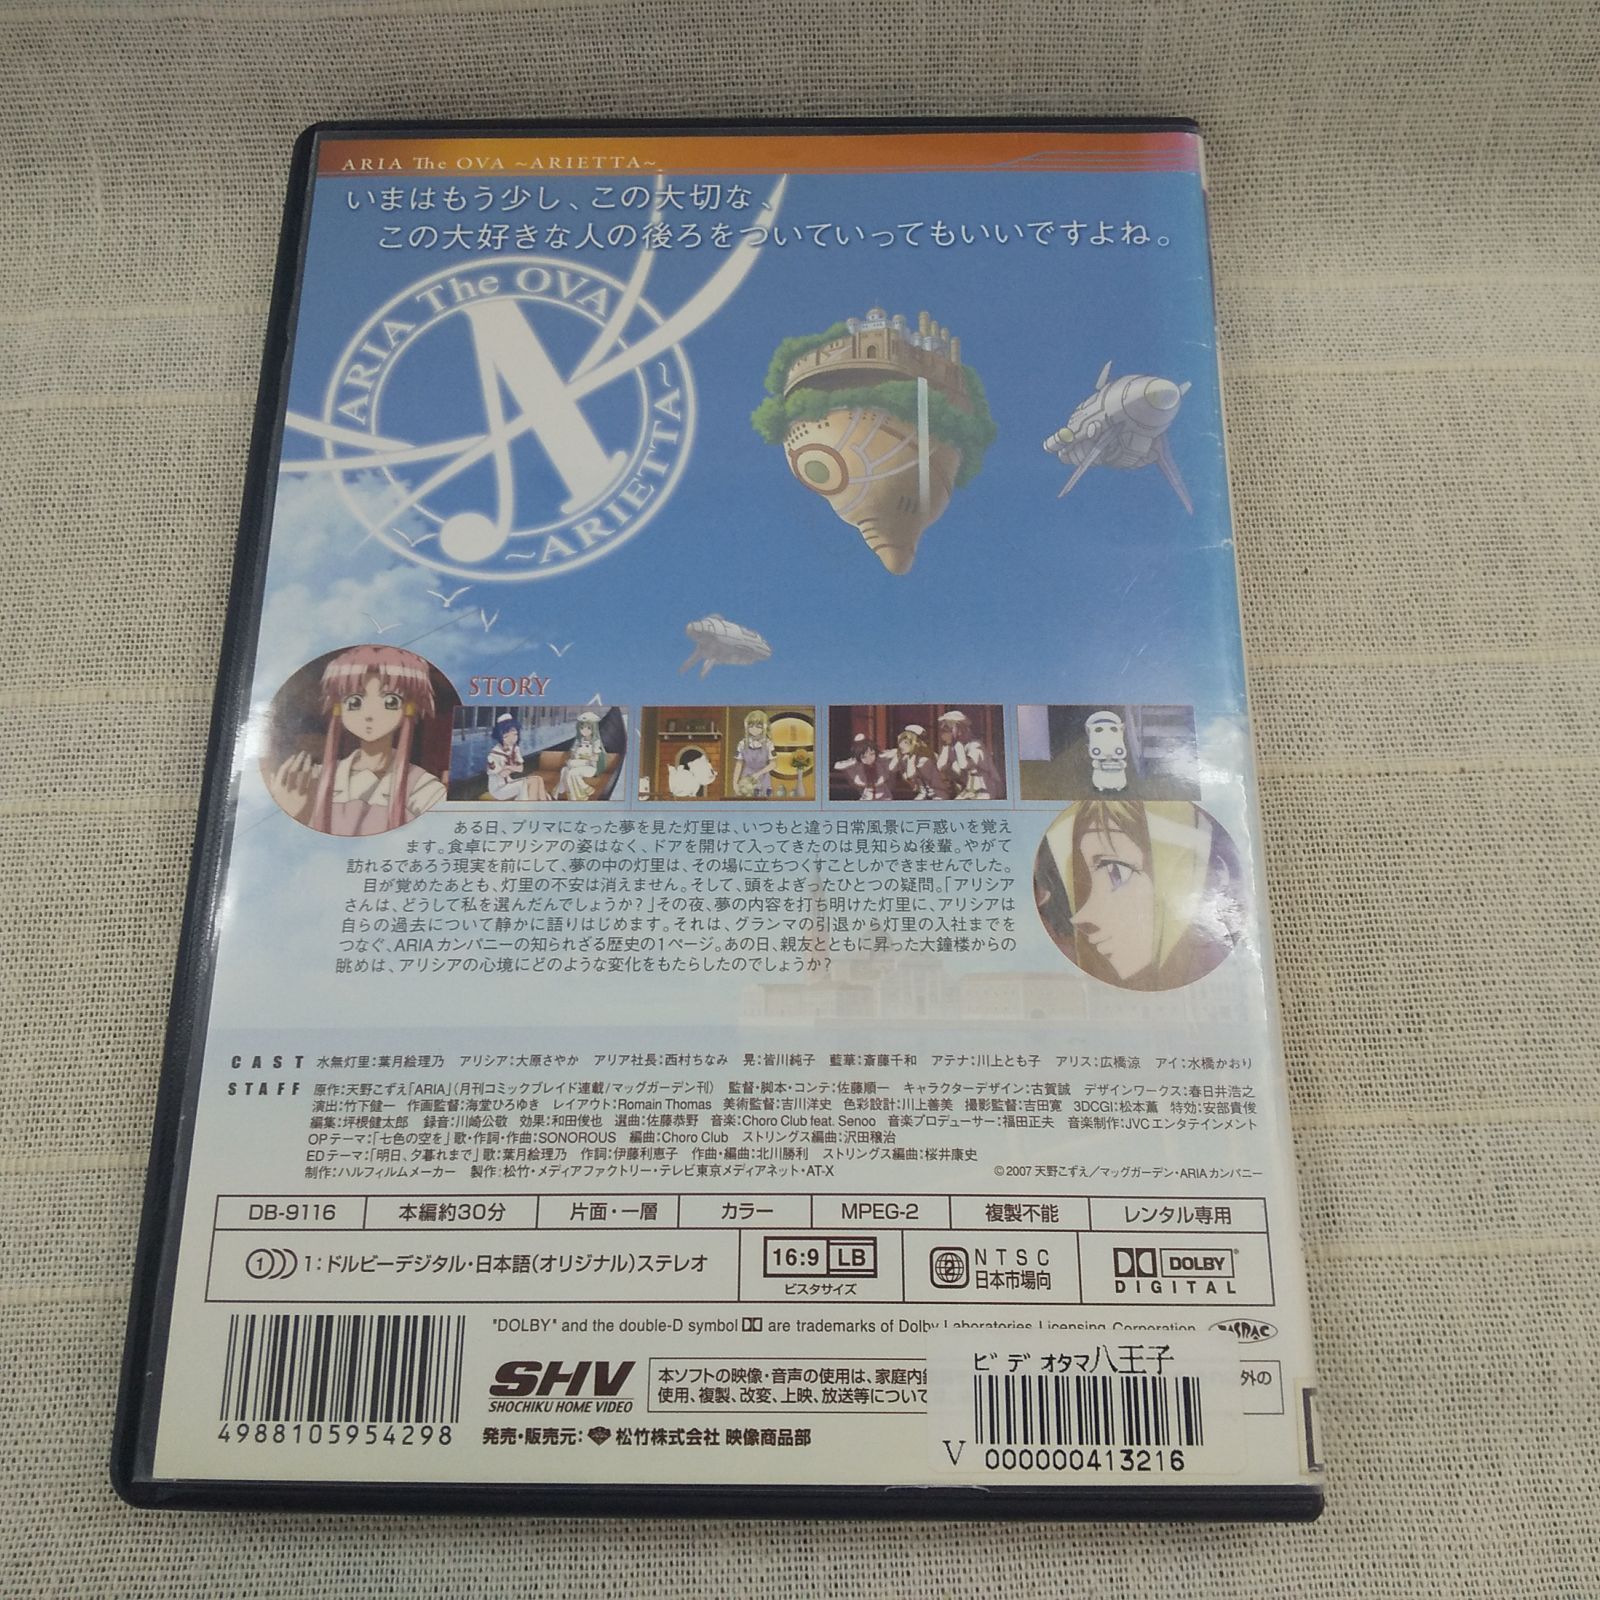 ARIA The OVA ~ARIETTA~
いまはもう少し、この大切な、
この大好きな人の後ろをついていってもいいですよね。
ARIA The OVA
A
~ARIETTA~
STORY
ある日、プリマになった夢を見た灯里は、いつもと違う日常風景に戸惑いを覚え
ます。食卓にアリシアの姿はなく、ドアを開けて入ってきたのは見知らぬ後輩。やがて
訪れるであろう現実を前にして、夢の中の灯里は、その場に立ちつくすことしかできませんでした。
目が覚めたあとも、灯里の不安は消えません。そして、頭をよぎったひとつの疑問。「アリシア
さんは、どうして私を選んだんでしょうか?」その夜、夢の内容を打ち明けた灯里に、アリシアは
自らの過去について静かに語りはじめます。それは、グランマの引退から灯里の入社までを
つなぐ、ARIAカンパニーの知られざる歴史の1ページ。あの日、親友とともに昇った大鐘楼からの
眺めは、アリシアの心境にどのような変化をもたらしたのでしょうか?
CAST 水無灯里:葉月絵理乃 アリシア:大原さやか アリア社長:西村ちなみ 晃:皆川純子 藍華:斎藤千和 アテナ:川上とも子 アリス:広橋涼 アイ:水橋かおり
STAFF 原作:天野こずえ「ARIA」(月刊コミックブレイド連載/マッグガーデン刊) 監督・脚本・コンテ:佐藤順一 キャラクターデザイン:古賀誠 デザインワークス:春日井浩之
演出:竹下健一 作画監督:海堂ひろゆき レイアウト:Romain Thomas 美術監督:吉川洋史 色彩設計:川上善美 撮影監督:吉田寛 3DCGI:松本薫 特効:安部貴俊
編集:坪根健太郎 録音:川崎公敬 効果:和田俊也 選曲:佐藤恭野 音楽:Choro Club feat. Senoo 音楽プロデューサー:福田正夫 音楽制作:JVCエンタテインメント
OPテーマ:「七色の空を」歌・作詞・作曲:SONOROUS 編曲:Choro Club ストリングス編曲:沢田穣治
EDテーマ:「明日、夕暮れまで」歌:葉月絵理乃 作詞:伊藤利恵子 作曲・編曲:北川勝利 ストリングス編曲:桜井康史
制作:ハルフィルムメーカー 製作:松竹・メディアファクトリー・テレビ東京メディアネット・AT-X
©2007 天野こずえ/マッグガーデン・ARIAカンパニー
DB-9116 本編約30分 片面・一層 カラー MPEG-2 複製不能 レンタル専用
1 1:ドルビーデジタル・日本語(オリジナル)ステレオ
16:9 LB
ビスタサイズ
2 NTSC
日本市場向
DOLBY
DIGITAL
"DOLBY" and the double-D symbol are trademarks of Dolby Laboratories Licensing Corporation
4988105954298
SHV
SHOCHIKU HOME VIDEO
発売・販売元: 松竹株式会社 映像商品部
本ソフトの映像・音声の使用は、家庭内
外の
使用、複製、改変、上映、放送等について
ビデオタマ八王子
V 000000413216